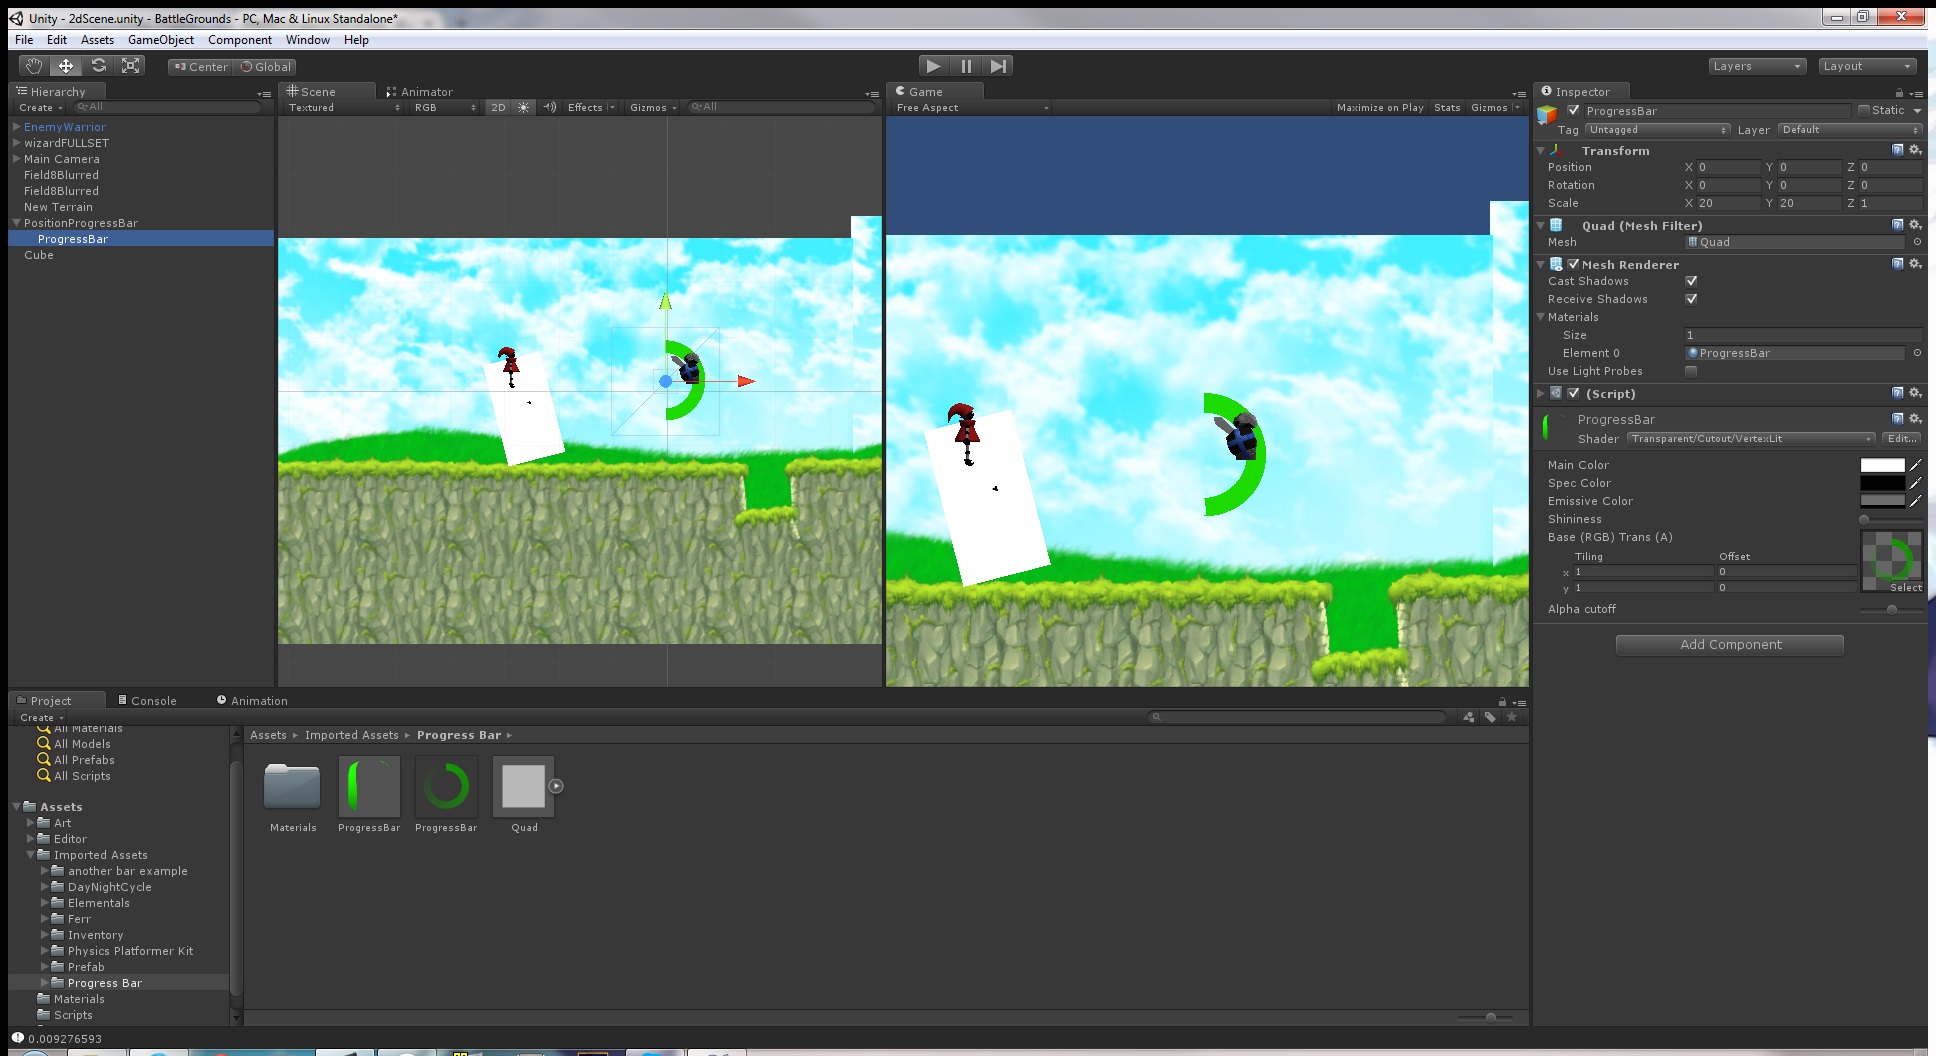 Unity - 2dScene.unity - BattleGrounds - PC, Mac & Linux Standalone*
File Edit Assets GameObject Component Window Help
Center Global Layers Layout
Hierarchy
Create All
EnemyWarrior
wizardFULLSET
Main Camera
Field8Blurred
Field8Blurred
New Terrain
PositionProgressBar
ProgressBar
Cube
Scene Animator
Textured RGB 2D Effects Gizmos All
Game
Free Aspect Maximize on Play Stats Gizmos
Inspector
ProgressBar Static
Tag Untagged Layer Default
Transform
Position X 0 Y 0 Z 0
Rotation X 0 Y 0 Z 0
Scale X 20 Y 20 Z 1
Quad (Mesh Filter)
Mesh Quad
Mesh Renderer
Cast Shadows
Receive Shadows
Materials
Size 1
Element 0 ProgressBar
Use Light Probes
(Script)
ProgressBar
Shader Transparent/Cutout/VertexLit Edit...
Main Color
Spec Color
Emissive Color
Shininess
Base (RGB) Trans (A)
Tiling Offset
x 1 0
y 1 0
Select
Alpha cutoff
Add Component
Project Console Animation
Create
All Materials
All Models
All Prefabs
All Scripts
Assets
Art
Editor
Imported Assets
another bar example
DayNightCycle
Elementals
Ferr
Inventory
Physics Platformer Kit
Prefab
Progress Bar
Materials
Scripts
Assets Imported Assets Progress Bar
Materials ProgressBar ProgressBar Quad
0.009276593